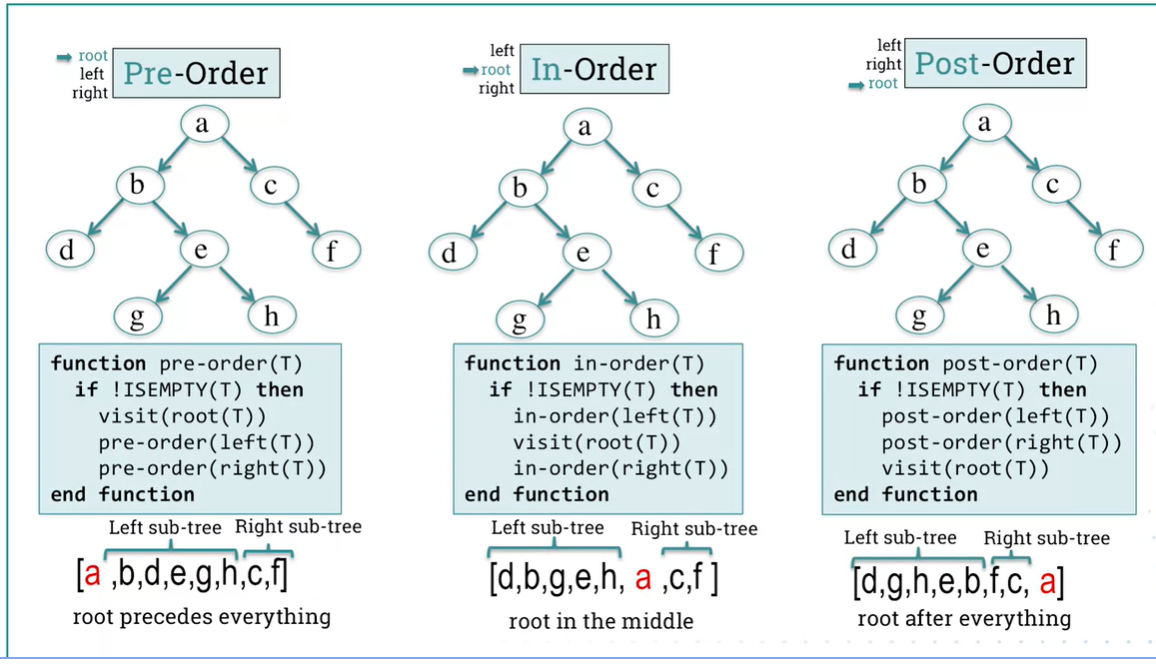 root
left
right
Pre-Order
a
b c
d e f
g h
function pre-order(T)
if !ISEMPTY(T) then
visit(root(T))
pre-order(left(T))
pre-order(right(T))
end function
Left sub-tree Right sub-tree
[a ,b,d,e,g,h,c,f]
root precedes everything
left
root
right
In-Order
a
b c
d e f
g h
function in-order(T)
if !ISEMPTY(T) then
in-order(left(T))
visit(root(T))
in-order(right(T))
end function
Left sub-tree Right sub-tree
[d,b,g,e,h, a ,c,f ]
root in the middle
left
right
root
Post-Order
a
b c
d e f
g h
function post-order(T)
if !ISEMPTY(T) then
post-order(left(T))
post-order(right(T))
visit(root(T))
end function
Left sub-tree Right sub-tree
[d,g,h,e,b,f,c, a]
root after everything